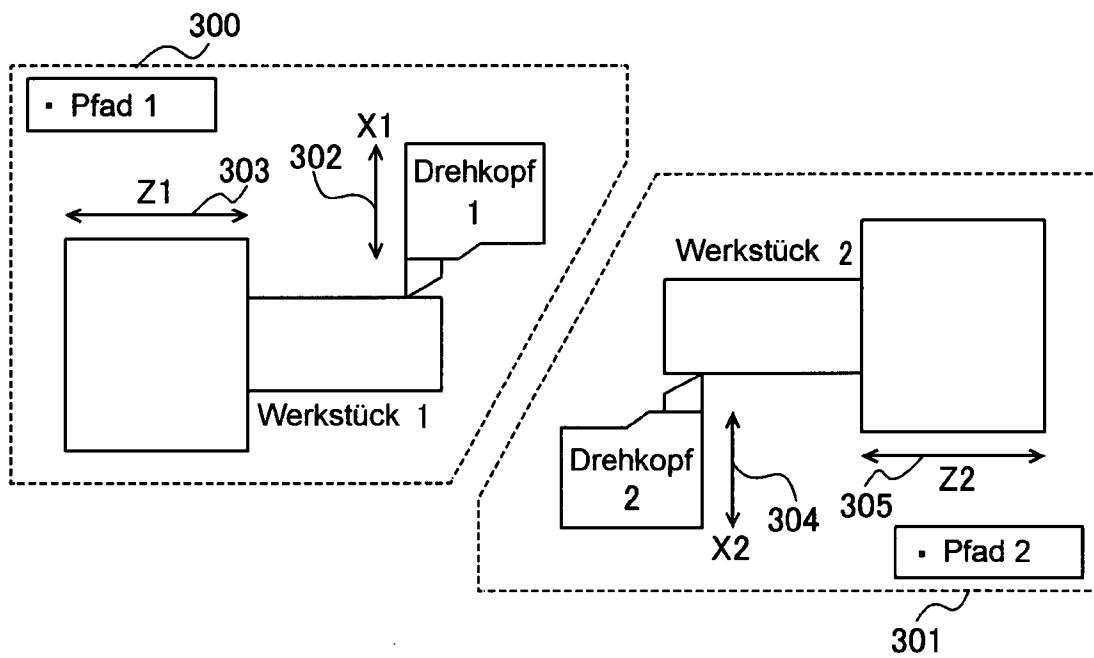 300
· Pfad 1
X1
302
303
Z1
Drehkopf
1
Werkstück 1
Werkstück 2
Drehkopf
2
304
X2
305
Z2
· Pfad 2
301